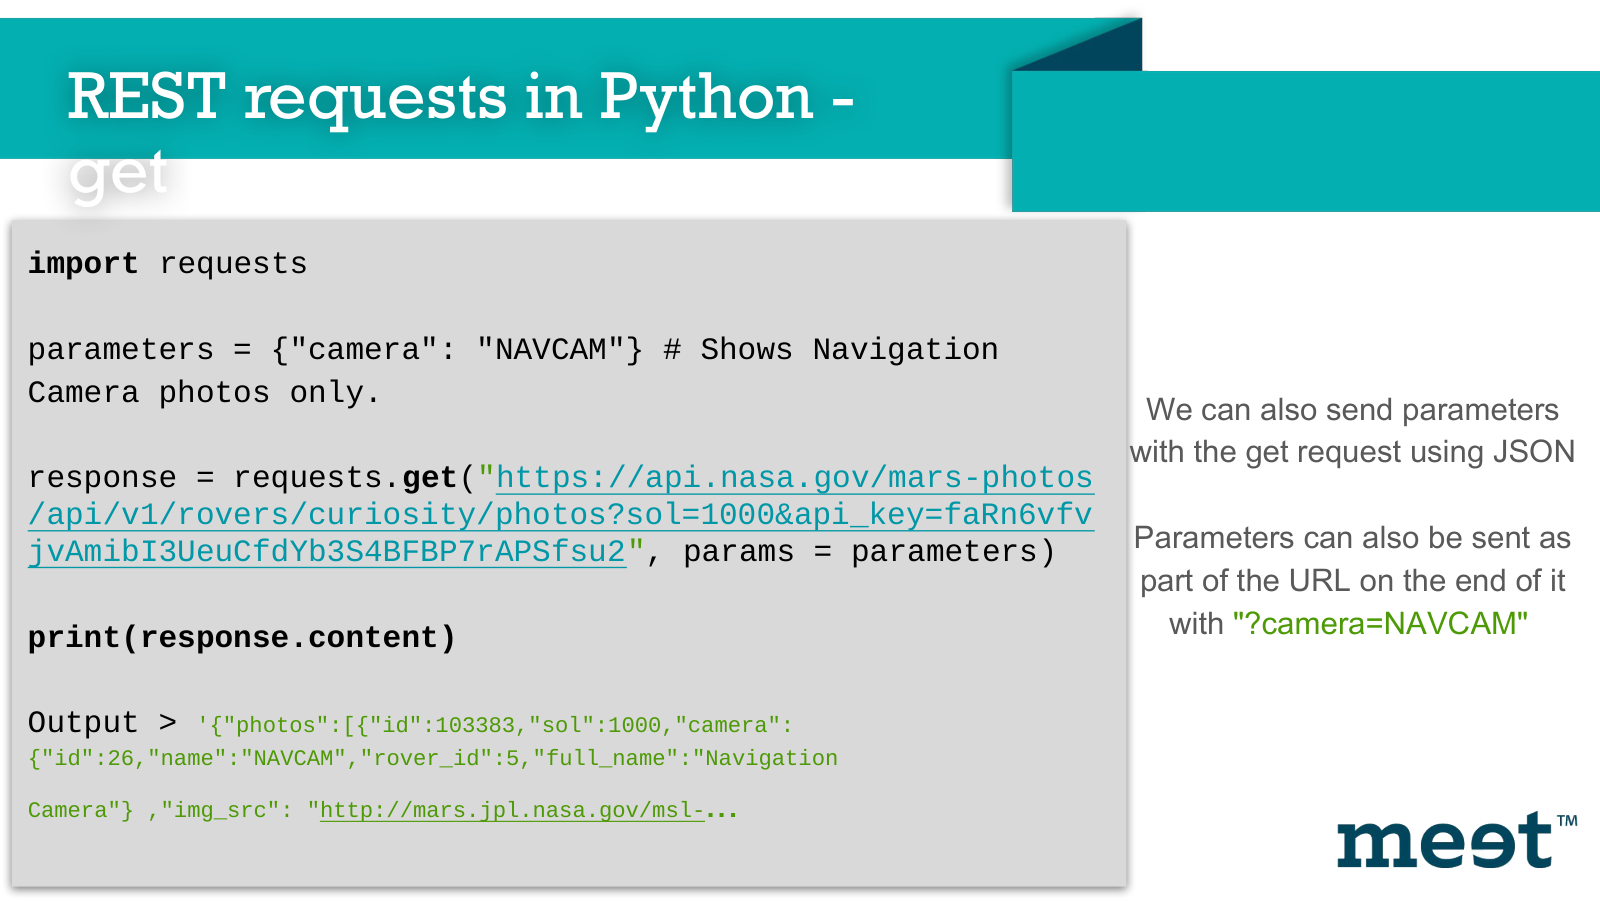 REST requests in Python -
get
import requests
parameters = {"camera": "NAVCAM"} # Shows Navigation
Camera photos only.
response = requests.get("https://api.nasa.gov/mars-photos
/api/v1/rovers/curiosity/photos?sol=1000&api_key=faRn6vfv
jvAmibI3UeuCfdYb3S4BFBP7rAPSfsu2", params = parameters)
print(response.content)
Output > '{"photos":[{"id":103383,"sol":1000,"camera":
{"id":26,"name":"NAVCAM","rover_id":5,"full_name":"Navigation
Camera"} ,"img_src": "http://mars.jpl.nasa.gov/msl-...
We can also send parameters
with the get request using JSON
Parameters can also be sent as
part of the URL on the end of it
with "?camera=NAVCAM"
meet™